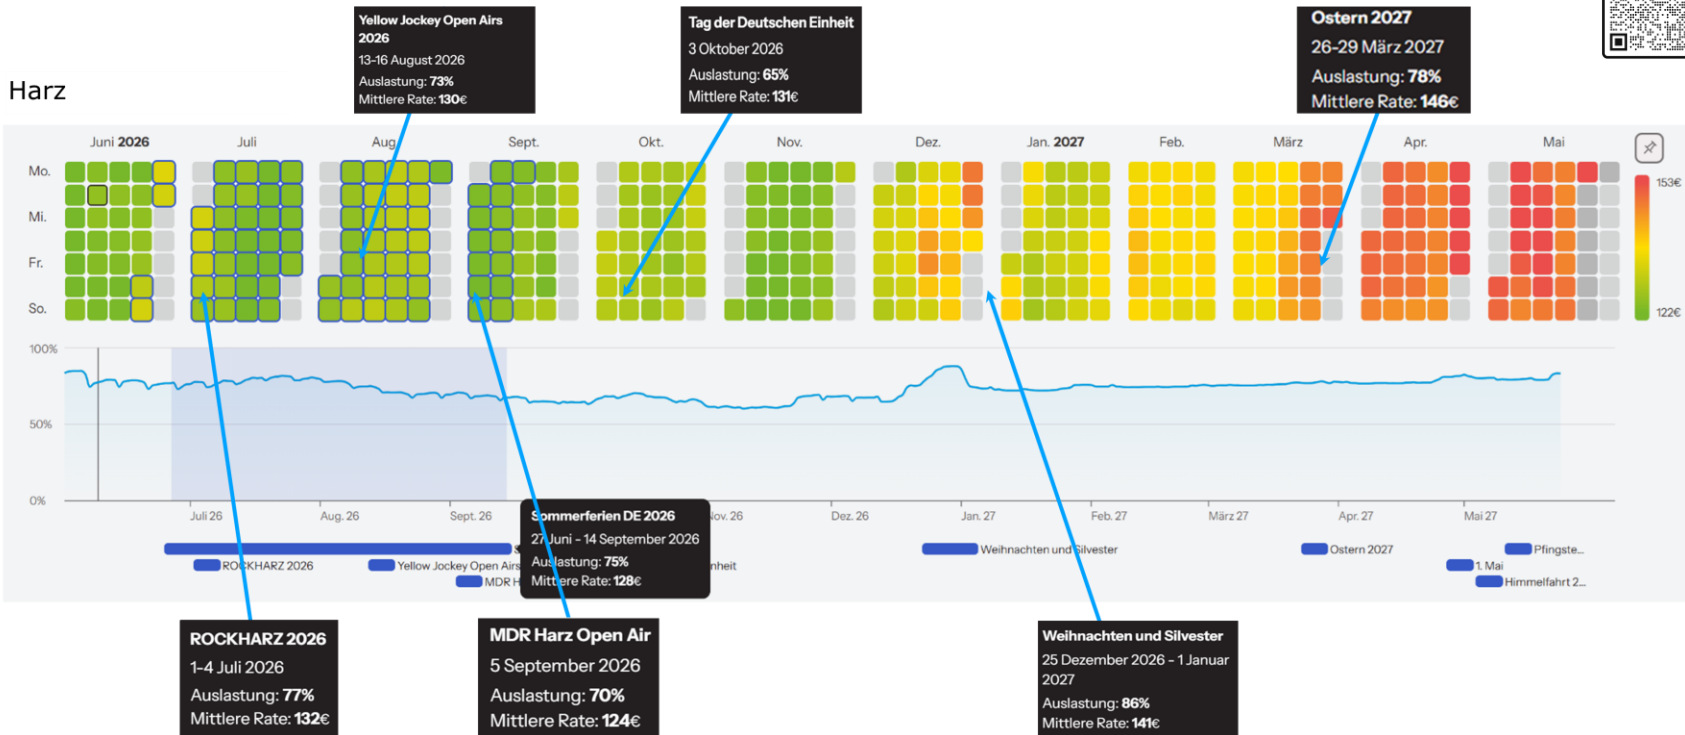 Yellow Jockey Open Airs
2026
13-16 August 2026
Auslastung: 73%
Mittlere Rate: 130€
Tag der Deutschen Einheit
3 Oktober 2026
Auslastung: 65%
Mittlere Rate: 131€
Ostern 2027
26-29 März 2027
Auslastung: 78%
Mittlere Rate: 146€
Harz
Juni 2026 Juli Aug. Sept. Okt. Nov. Dez. Jan. 2027 Feb. März Apr. Mai
Mo.
Mi.
Fr.
So.
153€
122€
100%
50%
0%
Juli 26 Aug. 26 Sept. 26 Nov. 26 Dez. 26 Jan. 27 Feb. 27 März 27 Apr. 27 Mai 27
Sommerferien DE 2026
27 Juni - 14 September 2026
Auslastung: 75%
Mittlere Rate: 128€
Weihnachten und Silvester
Ostern 2027
Pfingste...
ROCKHARZ 2026
Yellow Jockey Open Airs
nheit
1. Mai
MDR H
Himmelfahrt 2...
ROCKHARZ 2026
1-4 Juli 2026
Auslastung: 77%
Mittlere Rate: 132€
MDR Harz Open Air
5 September 2026
Auslastung: 70%
Mittlere Rate: 124€
Weihnachten und Silvester
25 Dezember 2026 - 1 Januar
2027
Auslastung: 86%
Mittlere Rate: 141€